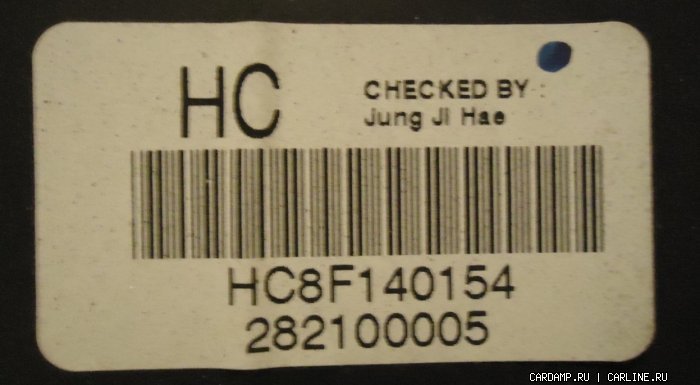 HC
CHECKED BY :
Jung Ji Hae
HC8F140154
282100005
CARDAMP.RU | CARLINE.RU